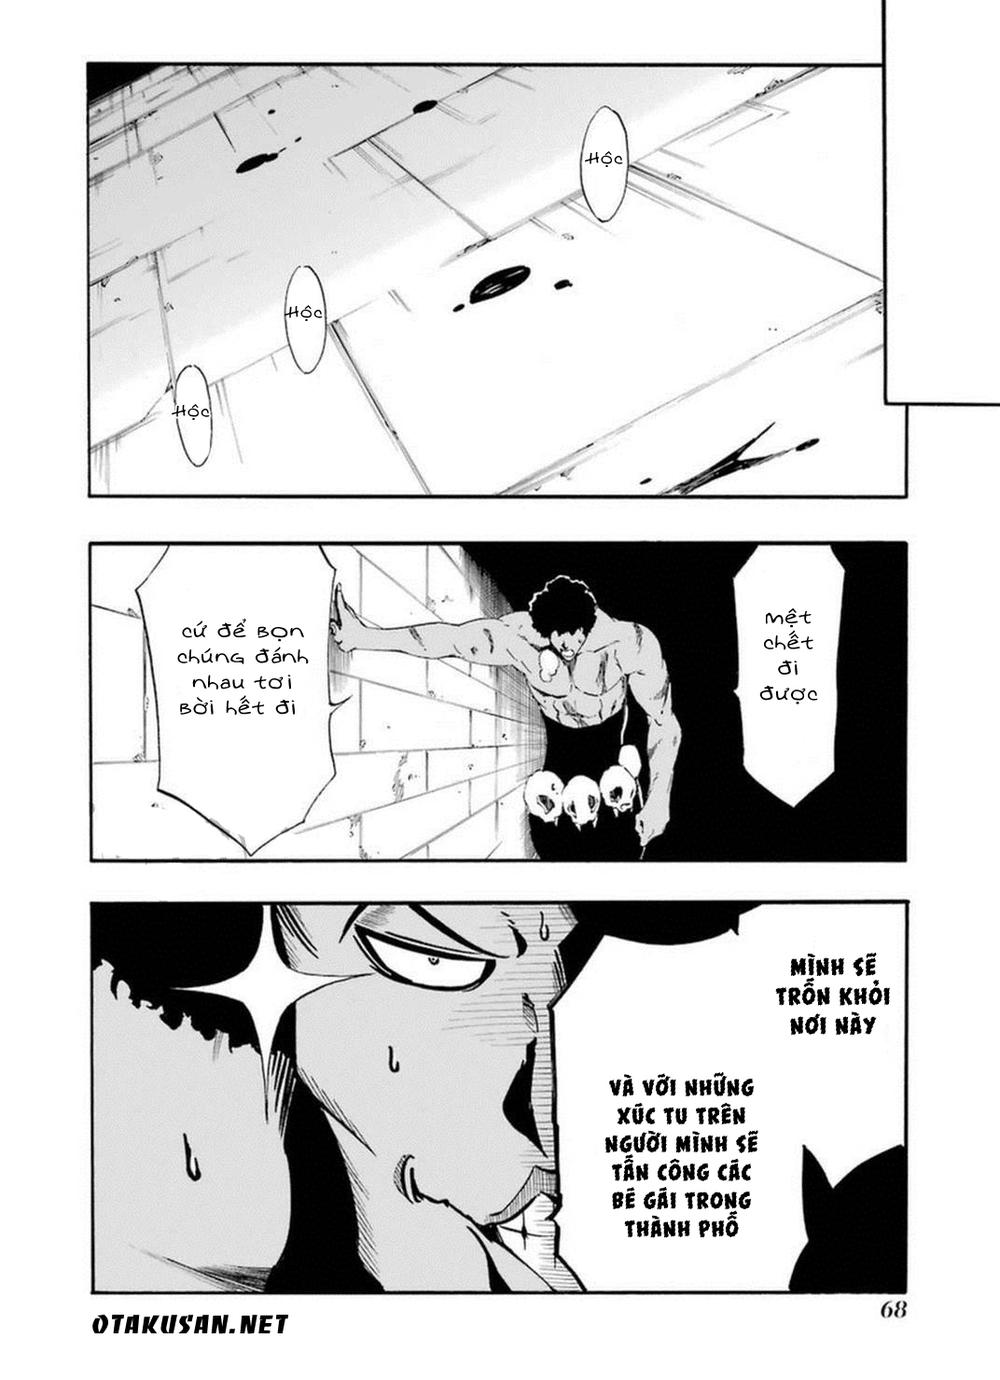 Hộc
Hộc
Hộc
Mệt
chết
đi
được
cứ để bọn
chúng đánh
nhau tơi
bời hết đi
MÌNH SẼ
TRỐN KHỎI
NƠI NÀY
VÀ VỚI NHỮNG
XÚC TU TRÊN
NGƯỜI MÌNH SẼ
TẤN CÔNG CÁC
BÉ GÁI TRONG
THÀNH PHỐ
68
OTAKUSAN.NET